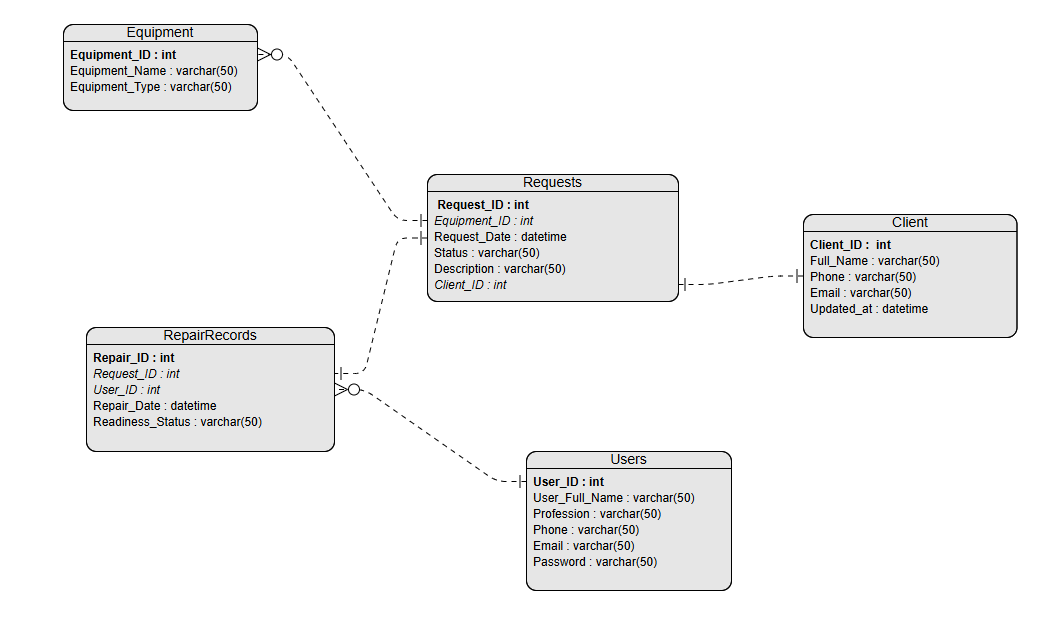 Equipment
Equipment_ID : int
Equipment_Name : varchar(50)
Equipment_Type : varchar(50)
Requests
Request_ID : int
Equipment_ID : int
Request_Date : datetime
Status : varchar(50)
Description : varchar(50)
Client_ID : int
Client
Client_ID :  int
Full_Name : varchar(50)
Phone : varchar(50)
Email : varchar(50)
Updated_at : datetime
RepairRecords
Repair_ID : int
Request_ID : int
User_ID : int
Repair_Date : datetime
Readiness_Status : varchar(50)
Users
User_ID : int
User_Full_Name : varchar(50)
Profession : varchar(50)
Phone : varchar(50)
Email : varchar(50)
Password : varchar(50)